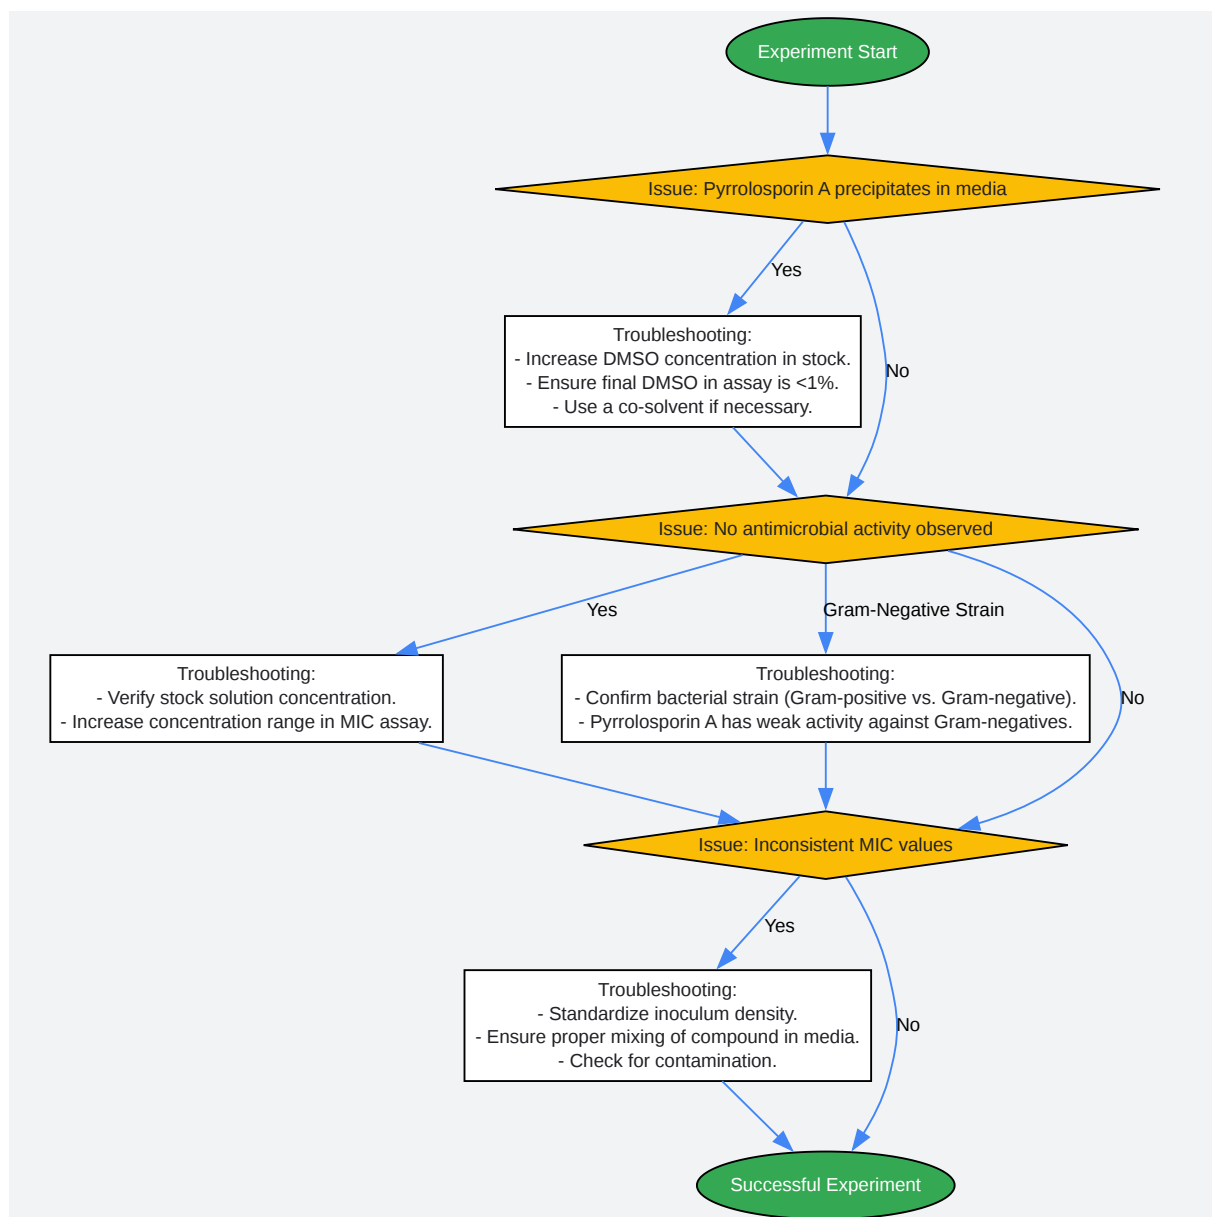 Experiment Start
Issue: Pyrrolosporin A precipitates in media
Yes
Troubleshooting:
- Increase DMSO concentration in stock.
- Ensure final DMSO in assay is <1%.
- Use a co-solvent if necessary.
No
Issue: No antimicrobial activity observed
Yes
Gram-Negative Strain
No
Troubleshooting:
- Verify stock solution concentration.
- Increase concentration range in MIC assay.
Troubleshooting:
- Confirm bacterial strain (Gram-positive vs. Gram-negative).
- Pyrrolosporin A has weak activity against Gram-negatives.
Issue: Inconsistent MIC values
Yes
Troubleshooting:
- Standardize inoculum density.
- Ensure proper mixing of compound in media.
- Check for contamination.
No
Successful Experiment